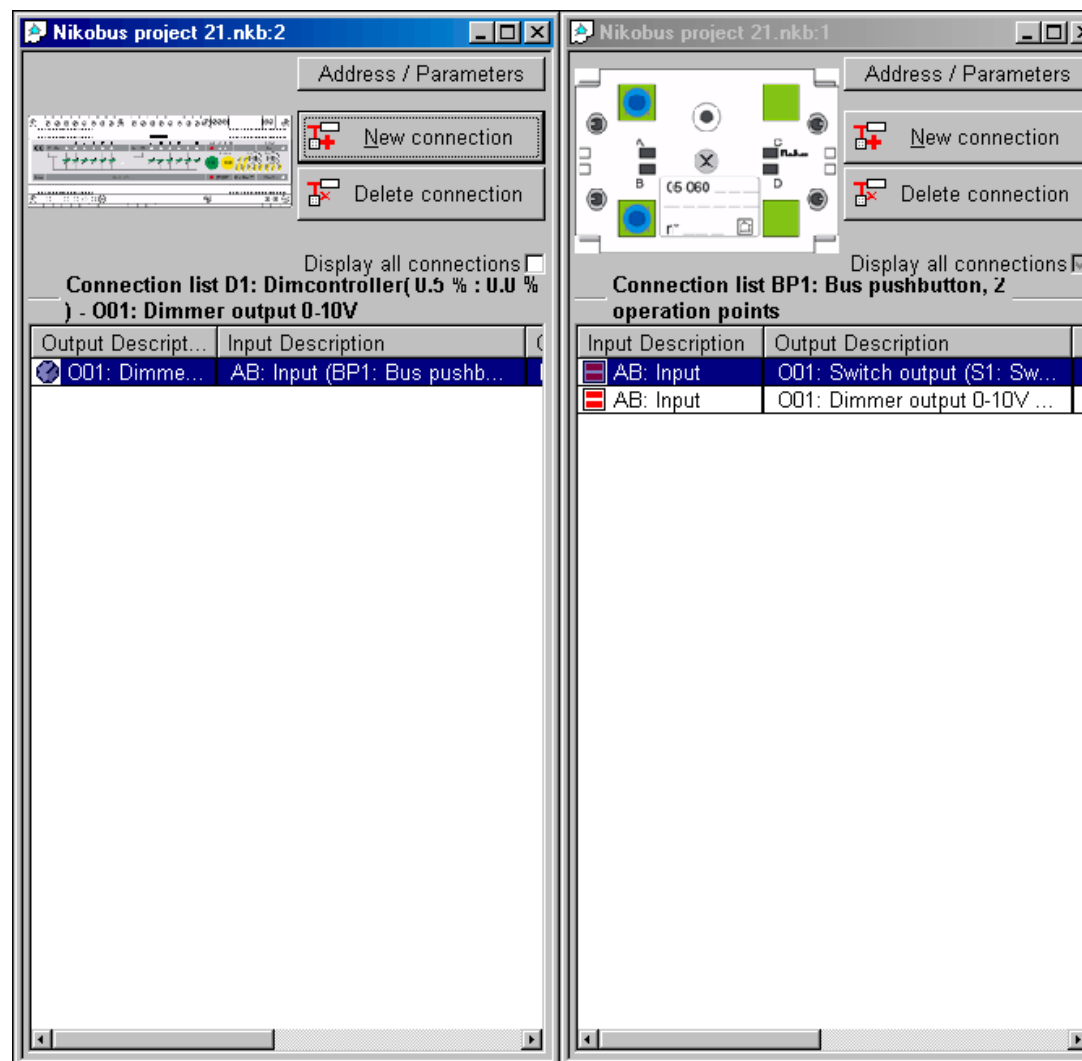 Nikobus project 21.nkb:2
Address / Parameters
New connection
Delete connection
Display all connections
Connection list D1: Dimcontroller( 0.5 % : 0.0 %
) - O01: Dimmer output 0-10V
Output Descript... Input Description
O01: Dimme... AB: Input (BP1: Bus pushb...
Nikobus project 21.nkb:1
Address / Parameters
A
C
B
D
05 060
New connection
Delete connection
Display all connections
Connection list BP1: Bus pushbutton, 2
operation points
Input Description Output Description
AB: Input O01: Switch output (S1: Sw...
AB: Input O01: Dimmer output 0-10V ...